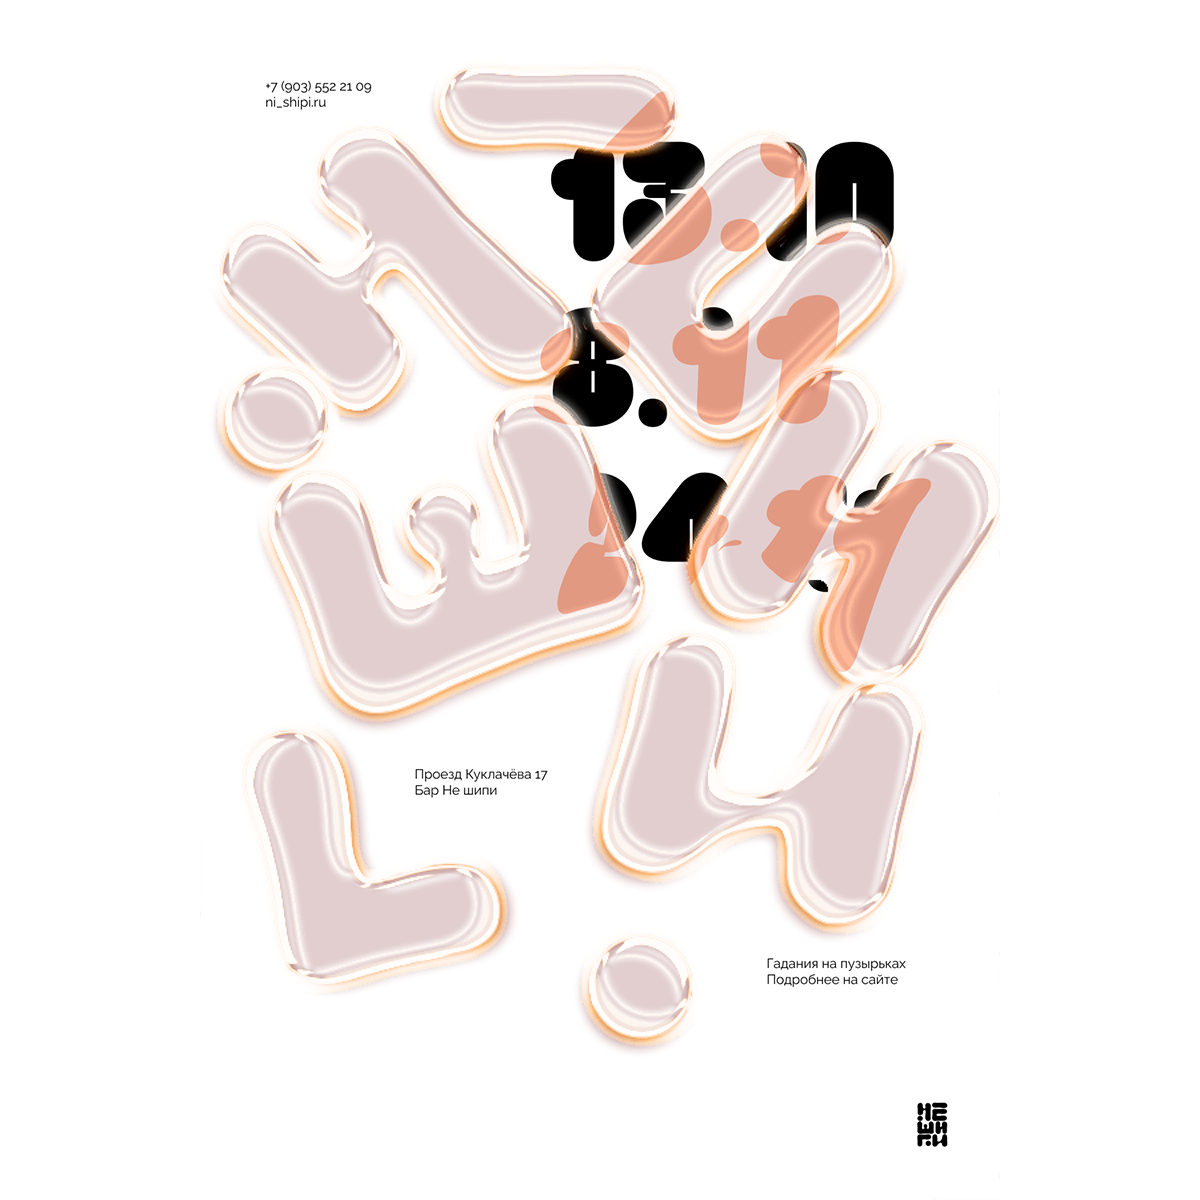 +7 (903) 552 21 09
ni_shipi.ru
13.10
8.11
24.11
Проезд Куклачёва 17
Бар Не шипи
Гадания на пузырьках
Подробнее на сайте